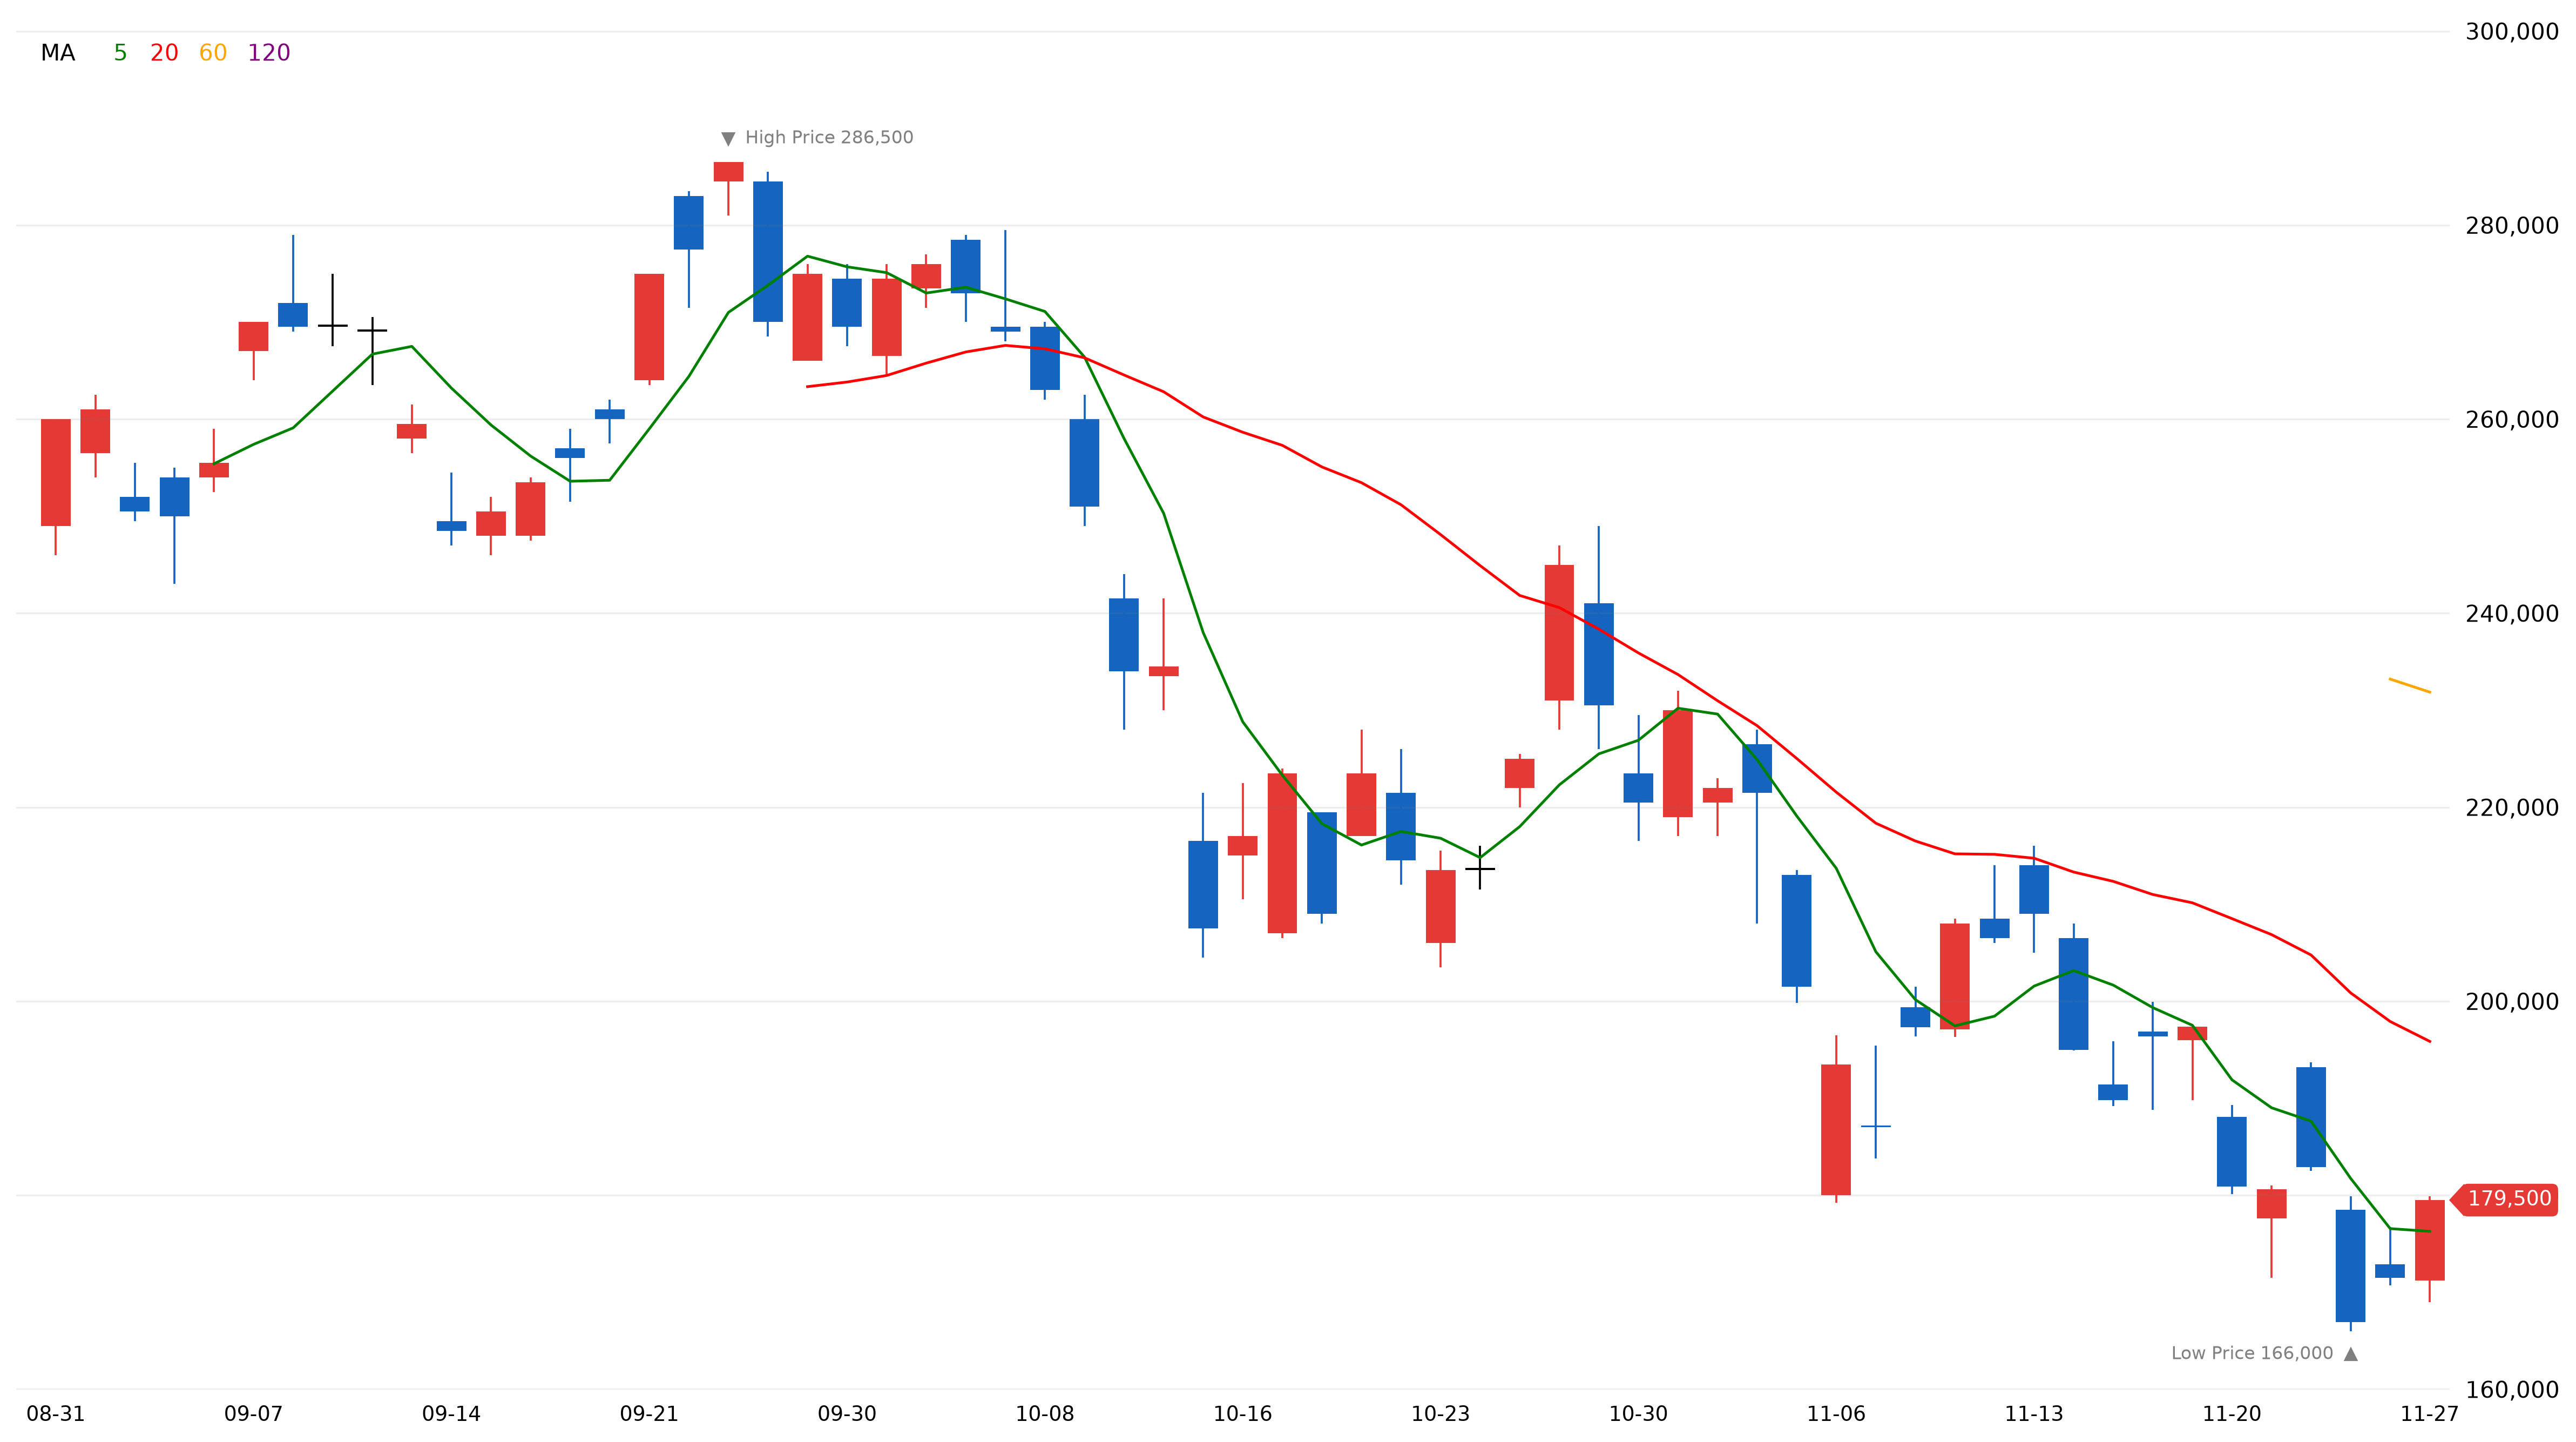 300,000
MA 5 20 60 120
▼ High Price 286,500
280,000
260,000
240,000
220,000
200,000
179,500
Low Price 166,000 ▲
160,000
08-31 09-07 09-14 09-21 09-30 10-08 10-16 10-23 10-30 11-06 11-13 11-20 11-27